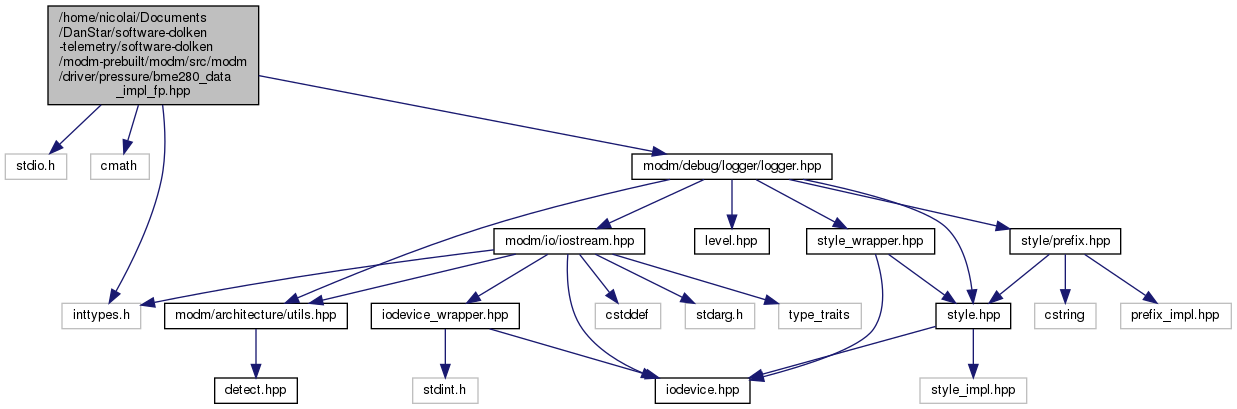 /home/nicolai/Documents
/DanStar/software-dolken
-telemetry/software-dolken
/modm-prebuilt/modm/src/modm
/driver/pressure/bme280_data
_impl_fp.hpp
stdio.h
cmath
modm/debug/logger/logger.hpp
modm/io/iostream.hpp
level.hpp
style_wrapper.hpp
style/prefix.hpp
inttypes.h
modm/architecture/utils.hpp
iodevice_wrapper.hpp
cstddef
stdarg.h
type_traits
style.hpp
cstring
prefix_impl.hpp
detect.hpp
stdint.h
iodevice.hpp
style_impl.hpp